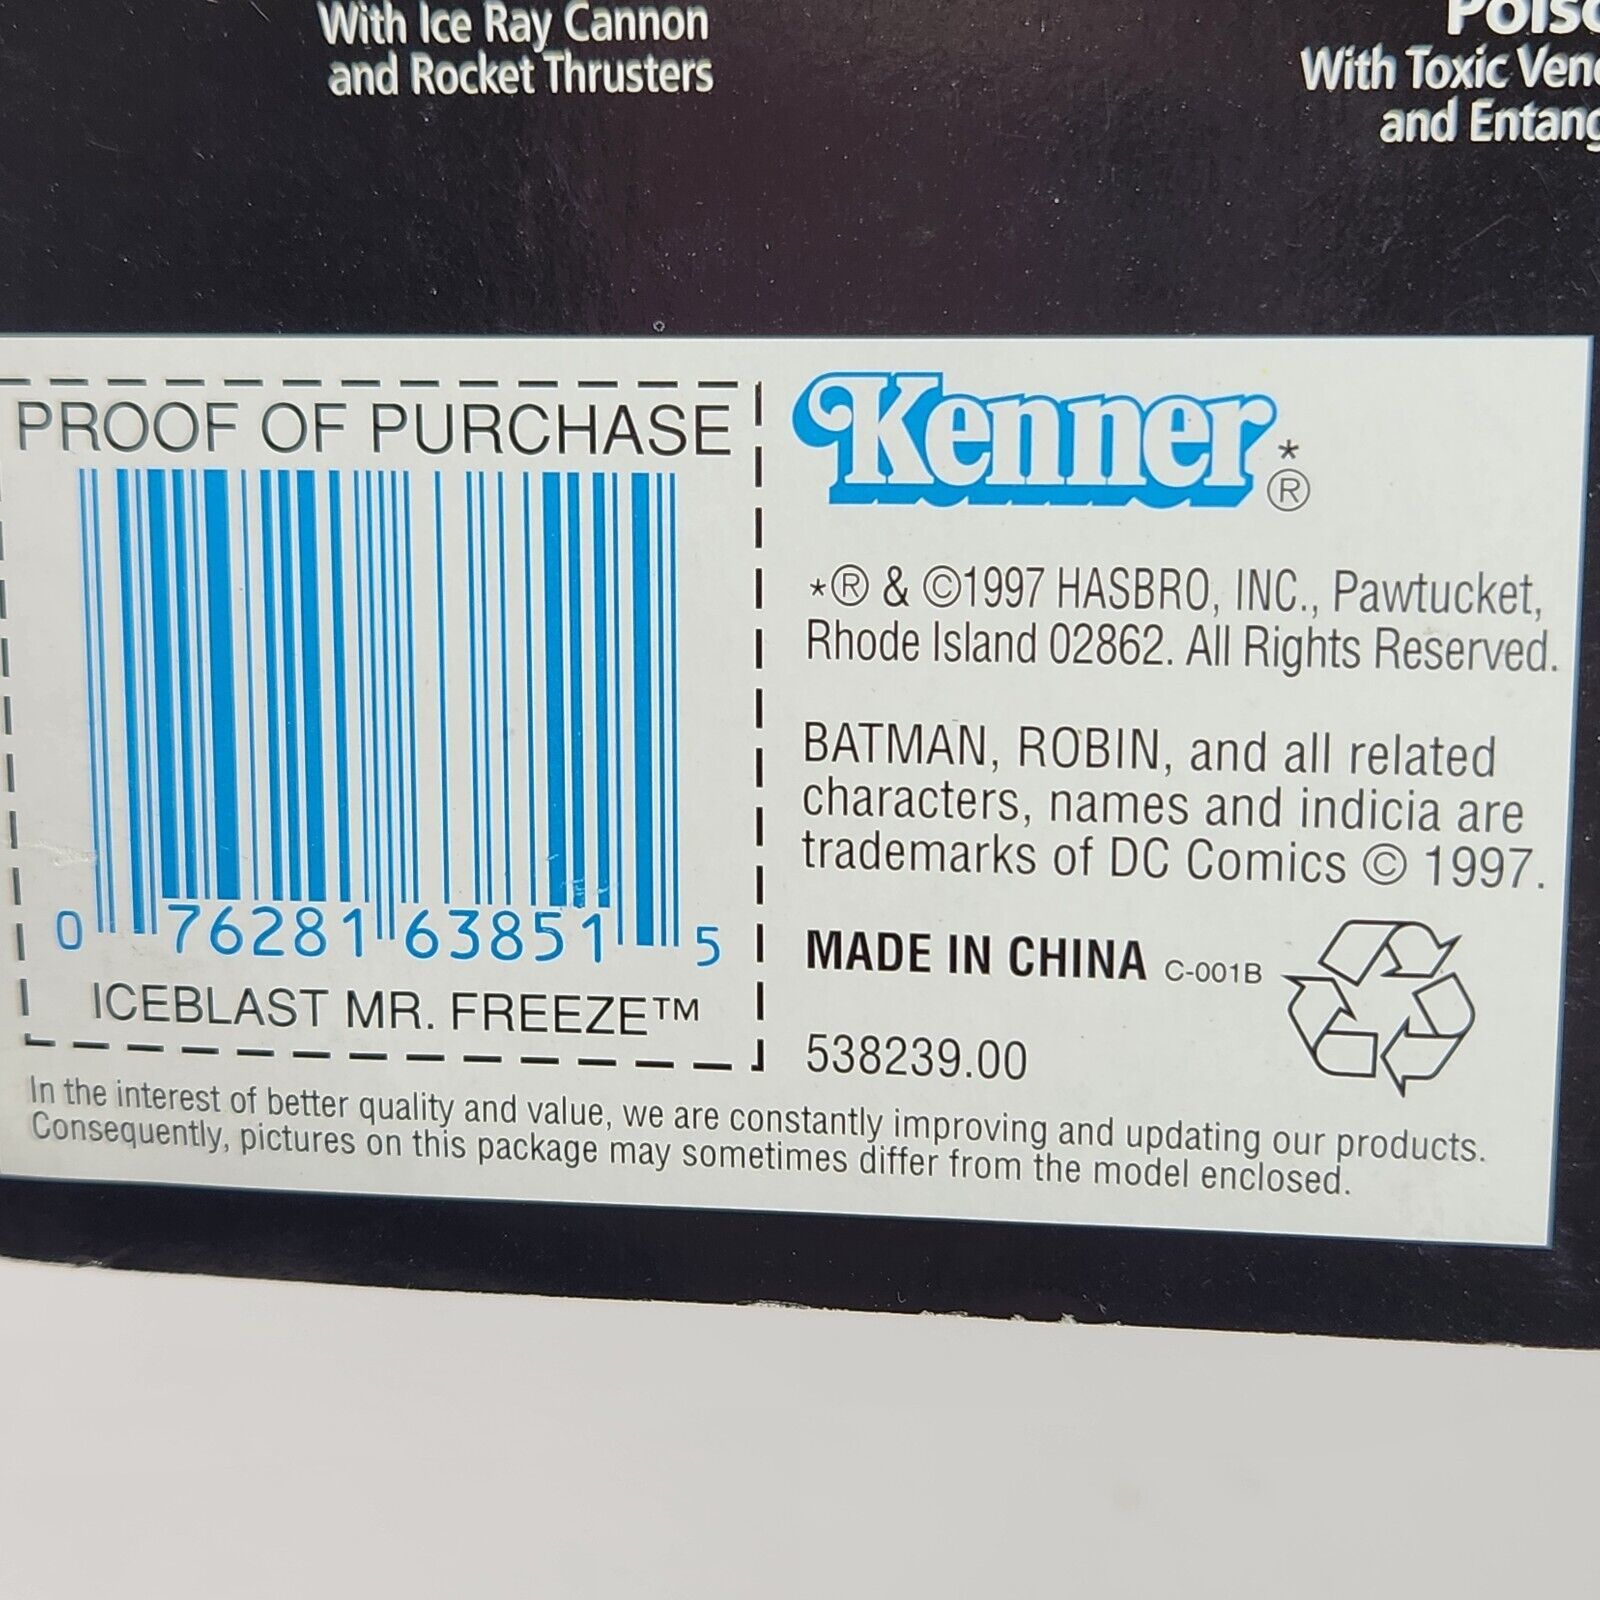 With Ice Ray Cannon
and Rocket Thrusters
With Toxic
and
PROOF OF PURCHASE
0 76281 63851 5
ICEBLAST MR. FREEZE™
Kenner*®
*® & ©1997 HASBRO, INC., Pawtucket,
Rhode Island 02862. All Rights Reserved.
BATMAN, ROBIN, and all related
characters, names and indicia are
trademarks of DC Comics © 1997.
MADE IN CHINA C-001B
538239.00
In the interest of better quality and value, we are constantly improving and updating our products.
Consequently, pictures on this package may sometimes differ from the model enclosed.